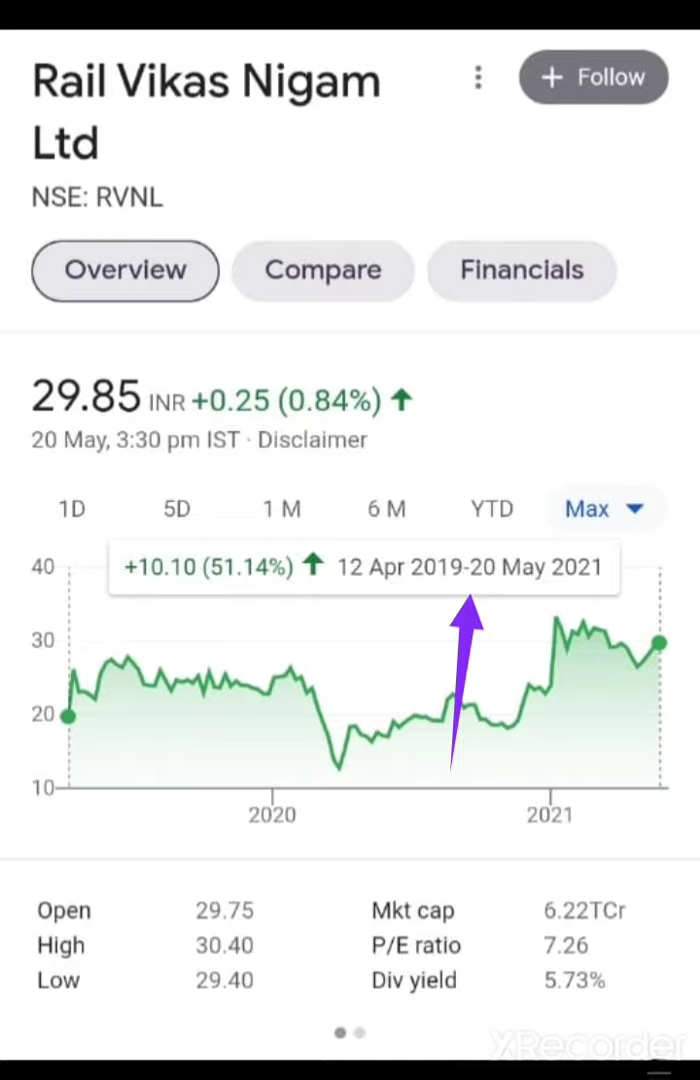 Rail Vikas Nigam
Ltd
+ Follow
NSE: RVNL
Overview Compare Financials
29.85 INR +0.25 (0.84%)
20 May, 3:30 pm IST · Disclaimer
1D 5D 1 M 6 M YTD Max
+10.10 (51.14%) 12 Apr 2019-20 May 2021
40
30
20
10
2020 2021
Open 29.75 Mkt cap 6.22TCr
High 30.40 P/E ratio 7.26
Low 29.40 Div yield 5.73%
XRecorder